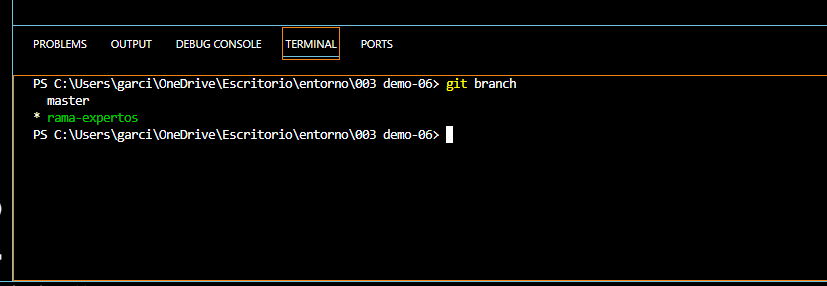 PROBLEMS OUTPUT DEBUG CONSOLE TERMINAL PORTS
PS C:\Users\garci\OneDrive\Escritorio\entorno\003 demo-06> git branch
  master
* rama-expertos
PS C:\Users\garci\OneDrive\Escritorio\entorno\003 demo-06>